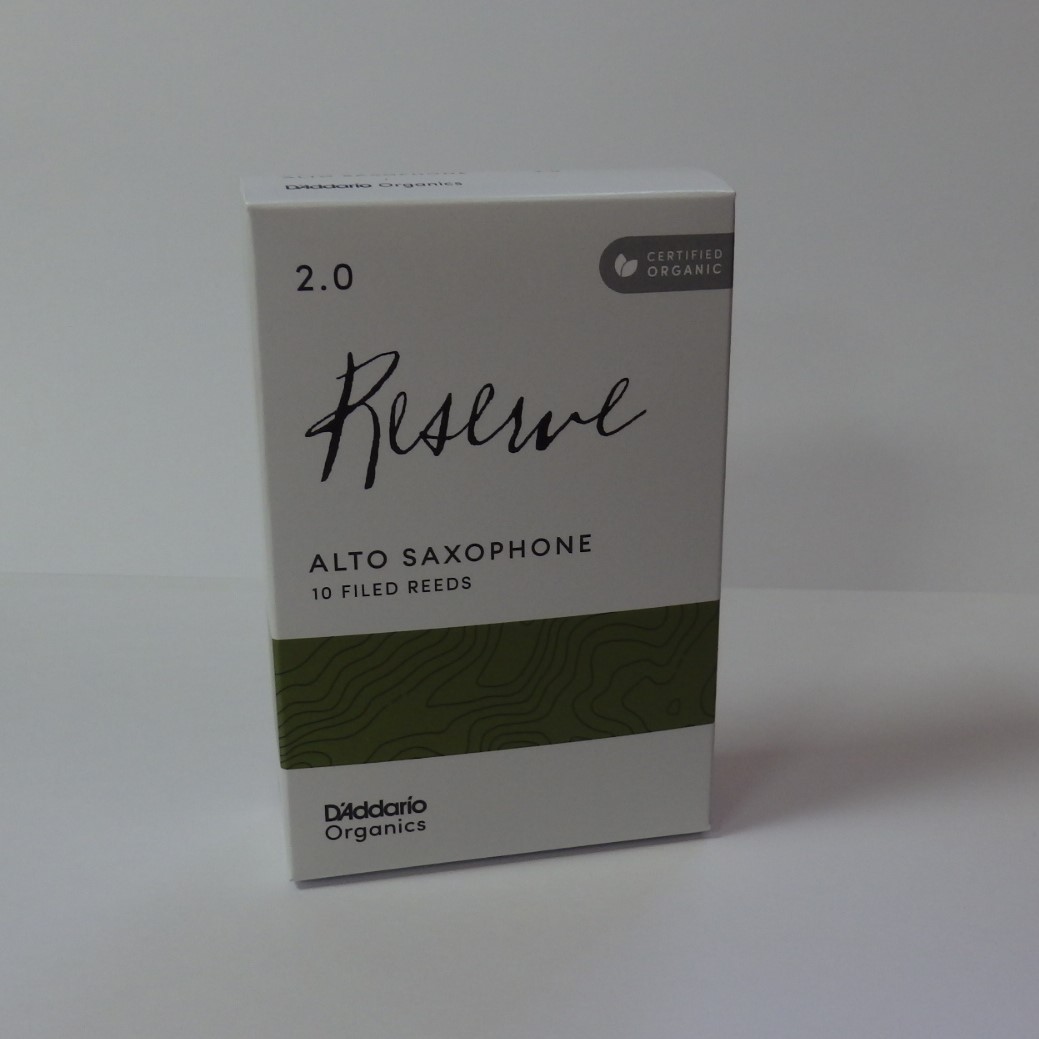 D'Addario Organics
2.0
CERTIFIED
ORGANIC
Reserve
ALTO SAXOPHONE
10 FILED REEDS
D'Addario
Organics